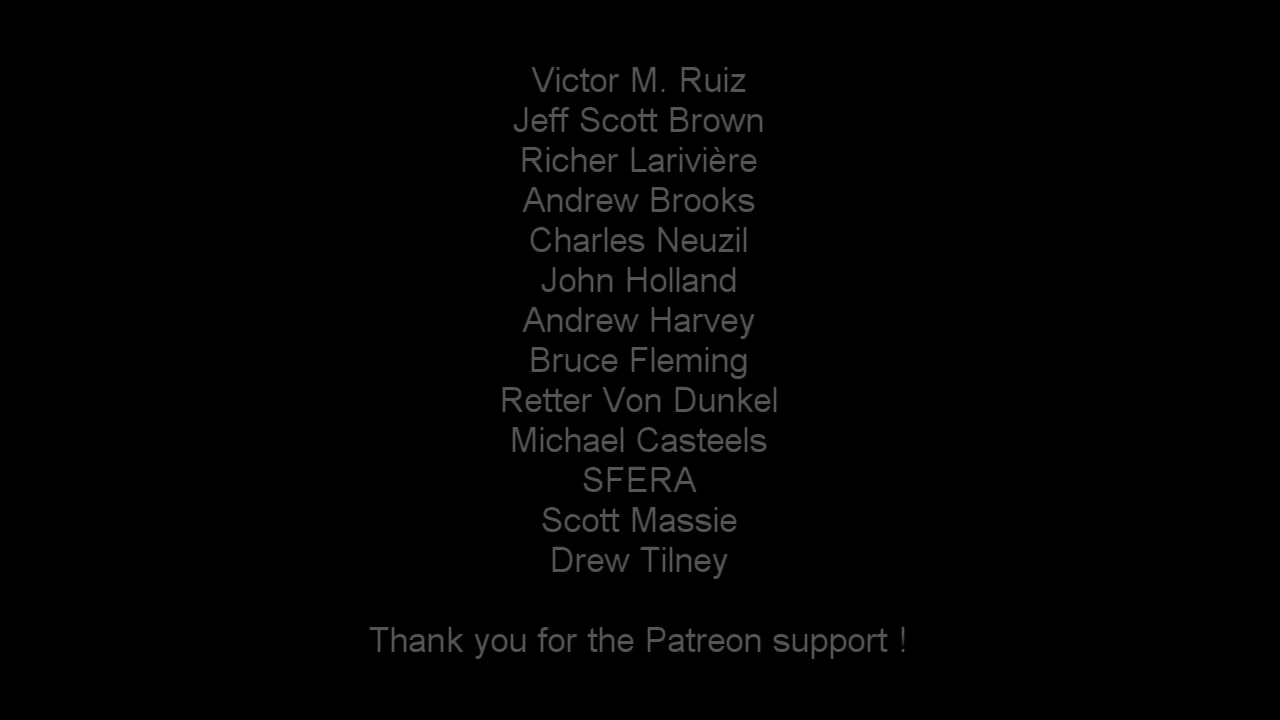 Victor M. Ruiz
Jeff Scott Brown
Richer Larivière
Andrew Brooks
Charles Neuzil
John Holland
Andrew Harvey
Bruce Fleming
Retter Von Dunkel
Michael Casteels
SFERA
Scott Massie
Drew Tilney
Thank you for the Patreon support !